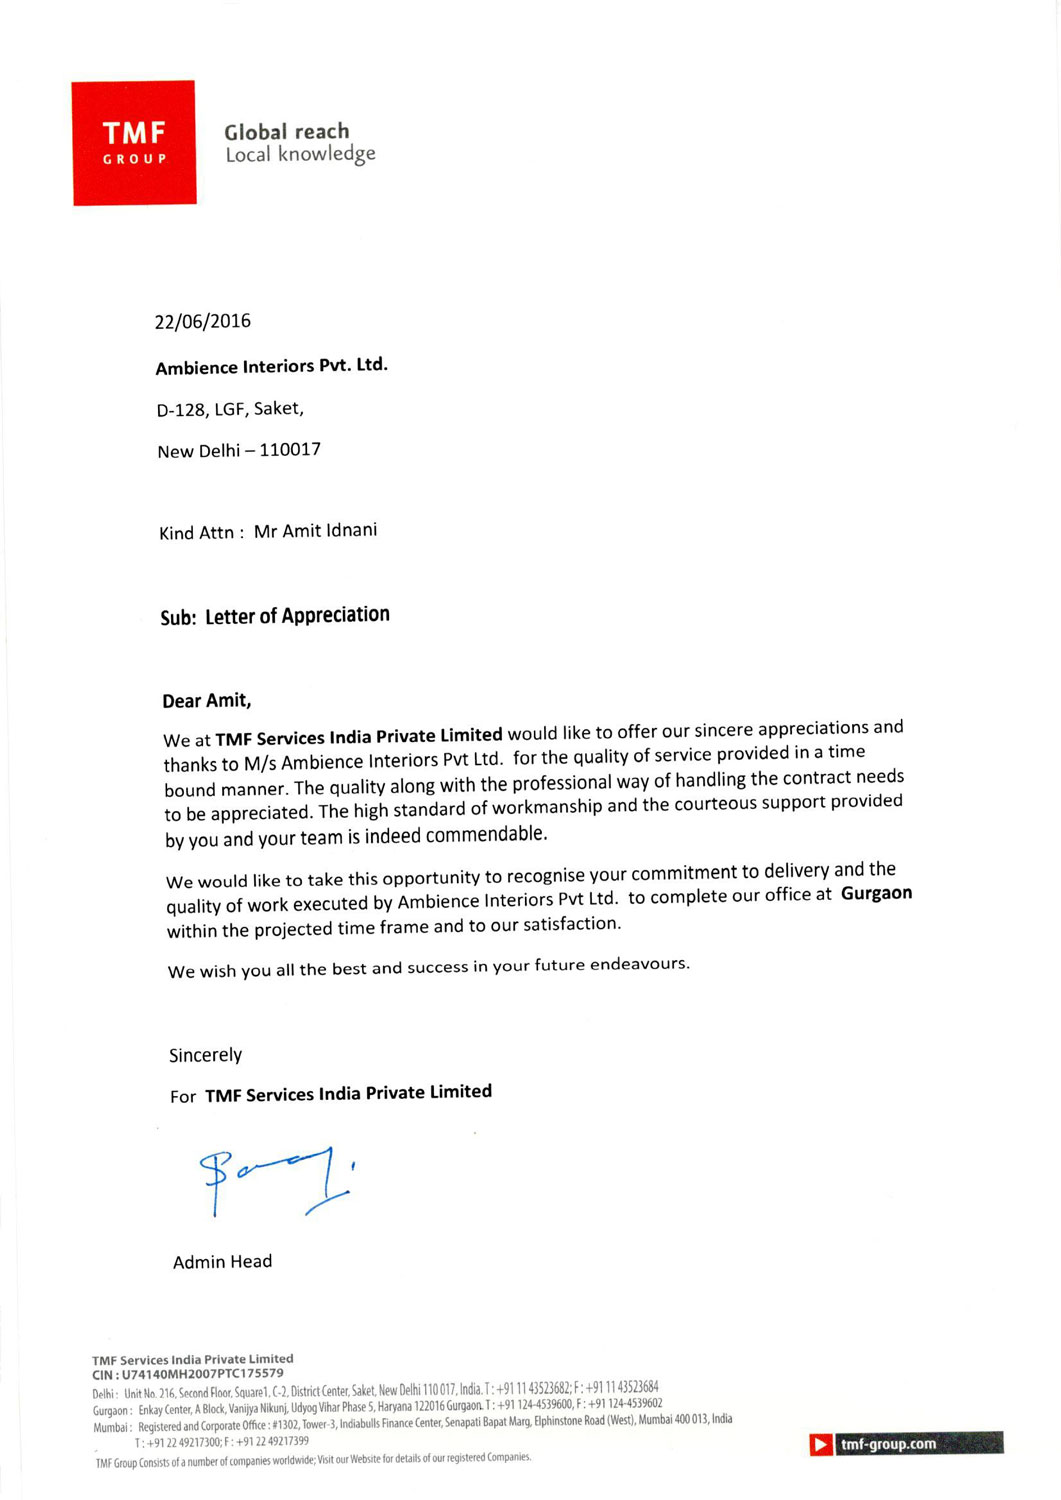 TMF
GROUP
Global reach
Local knowledge
22/06/2016
Ambience Interiors Pvt. Ltd.
D-128, LGF, Saket,
New Delhi – 110017
Kind Attn :  Mr Amit Idnani
Sub:  Letter of Appreciation
Dear Amit,
We at TMF Services India Private Limited would like to offer our sincere appreciations and
thanks to M/s Ambience Interiors Pvt Ltd.  for the quality of service provided in a time
bound manner. The quality along with the professional way of handling the contract needs
to be appreciated. The high standard of workmanship and the courteous support provided
by you and your team is indeed commendable.
We would like to take this opportunity to recognise your commitment to delivery and the
quality of work executed by Ambience Interiors Pvt Ltd.  to complete our office at  Gurgaon
within the projected time frame and to our satisfaction.
We wish you all the best and success in your future endeavours.
Sincerely
For  TMF Services India Private Limited
Admin Head
TMF Services India Private Limited
CIN : U74140MH2007PTC175579
Delhi :  Unit No. 216, Second Floor, Square1, C-2, District Center, Saket, New Delhi 110 017, India. T : +91 11 43523682; F : +91 11 43523684
Gurgaon :  Enkay Center, A Block, Vanijya Nikunj, Udyog Vihar Phase 5, Haryana 122016 Gurgaon. T : +91 124-4539600, F : +91 124-4539602
Mumbai :  Registered and Corporate Office : #1302, Tower-3, Indiabulls Finance Center, Senapati Bapat Marg, Elphinstone Road (West), Mumbai 400 013, India
T : +91 22 49217300; F : +91 22 49217399
TMF Group Consists of a number of companies worldwide; Visit our Website for details of our registered Companies.
tmf-group.com